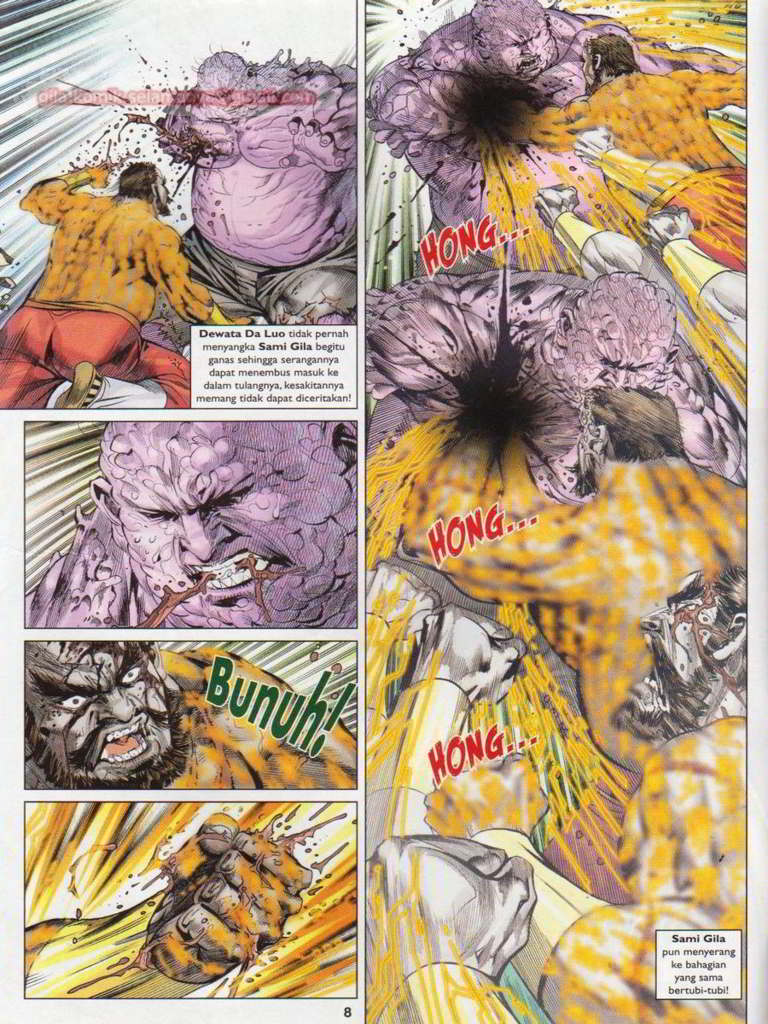 Dewata Da Luo tidak pernah
menyangka Sami Gila begitu
ganas sehingga serangannya
dapat menembus masuk ke
dalam tulangnya, kesakitannya
memang tidak dapat diceritakan!
Bunuh!
8
HONG...
HONG...
HONG...
Sami Gila
pun menyerang
ke bahagian
yang sama
bertubi-tubi!